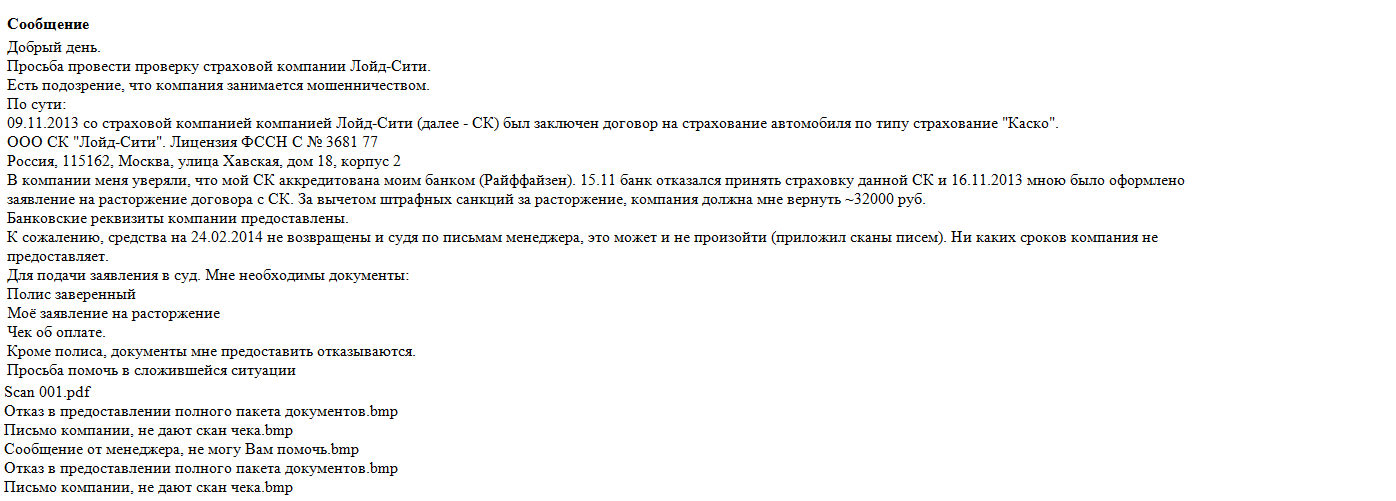 Сообщение
Добрый день.
Просьба провести проверку страховой компании Лойд-Сити.
Есть подозрение, что компания занимается мошенничеством.
По сути:
09.11.2013 со страховой компанией компанией Лойд-Сити (далее - СК) был заключен договор на страхование автомобиля по типу страхование "Каско".
ООО СК "Лойд-Сити". Лицензия ФССН С № 3681 77
Россия, 115162, Москва, улица Хавская, дом 18, корпус 2
В компании меня уверяли, что мой СК аккредитована моим банком (Райффайзен). 15.11 банк отказался принять страховку данной СК и 16.11.2013 мною было оформлено
заявление на расторжение договора с СК. За вычетом штрафных санкций за расторжение, компания должна мне вернуть ~32000 руб.
Банковские реквизиты компании предоставлены.
К сожалению, средства на 24.02.2014 не возвращены и судя по письмам менеджера, это может и не произойти (приложил сканы писем). Ни каких сроков компания не
предоставляет.
Для подачи заявления в суд. Мне необходимы документы:
Полис заверенный
Моё заявление на расторжение
Чек об оплате.
Кроме полиса, документы мне предоставить отказываются.
Просьба помочь в сложившейся ситуации
Scan 001.pdf
Отказ в предоставлении полного пакета документов.bmp
Письмо компании, не дают скан чека.bmp
Сообщение от менеджера, не могу Вам помочь.bmp
Отказ в предоставлении полного пакета документов.bmp
Письмо компании, не дают скан чека.bmp